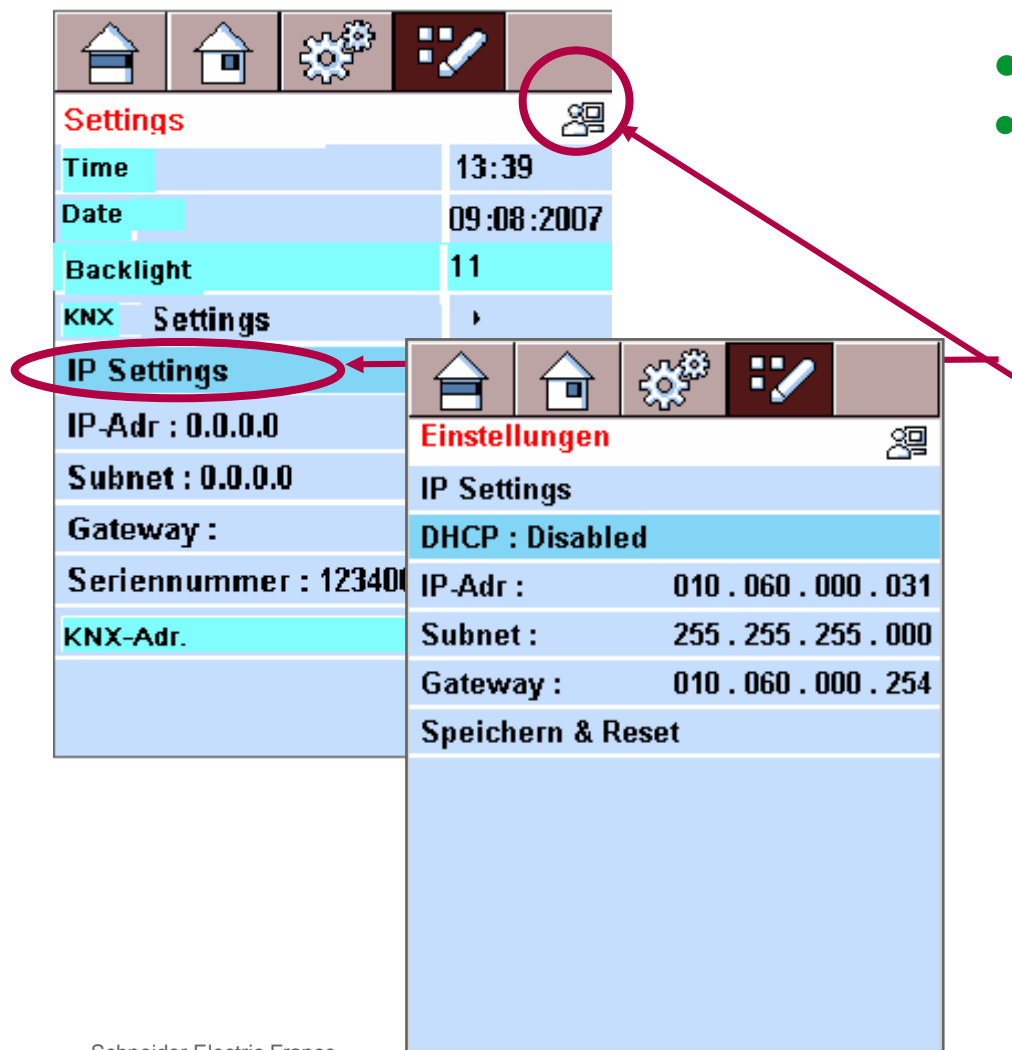 Settings
Time 13:39
Date 09:08:2007
Backlight 11
KNX Settings
IP Settings
IP-Adr : 0.0.0.0
Subnet : 0.0.0.0
Gateway :
Seriennummer : 123400
KNX-Adr.
Einstellungen
IP Settings
DHCP : Disabled
IP-Adr : 010 . 060 . 000 . 031
Subnet : 255 . 255 . 255 . 000
Gateway : 010 . 060 . 000 . 254
Speichern & Reset
Schneider Electric France